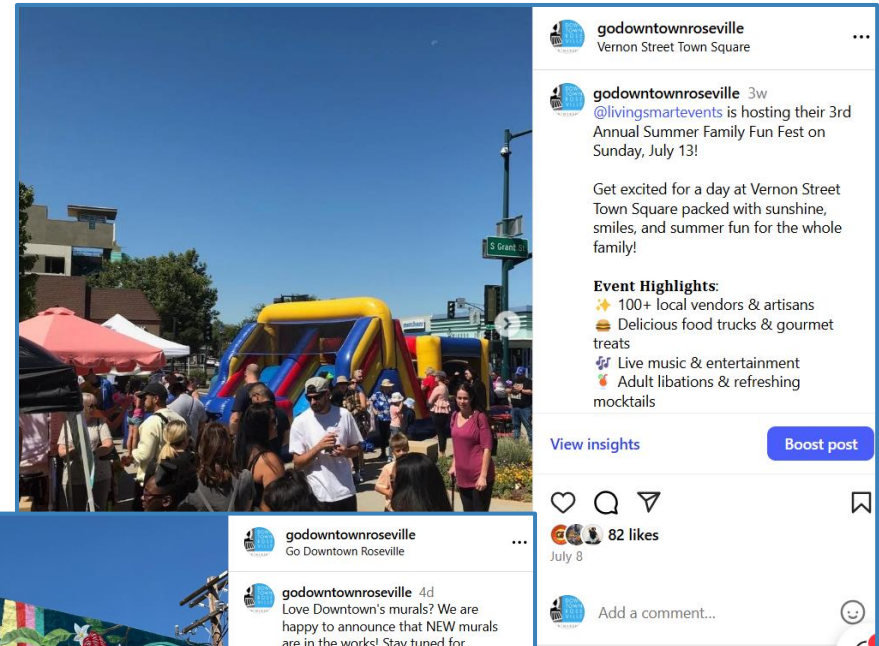 godowntownroseville
Vernon Street Town Square
godowntownroseville 3w
@livingsmartevents is hosting their 3rd
Annual Summer Family Fun Fest on
Sunday, July 13!
Get excited for a day at Vernon Street
Town Square packed with sunshine,
smiles, and summer fun for the whole
family!
Event Highlights:
✨ 100+ local vendors & artisans
🍔 Delicious food trucks & gourmet
treats
🎶 Live music & entertainment
🍹 Adult libations & refreshing
mocktails
View insights
Boost post
82 likes
July 8
Add a comment...
S Grant St
godowntownroseville
Go Downtown Roseville
godowntownroseville 4d
Love Downtown's murals? We are
happy to announce that NEW murals
are in the works! Stay tuned for